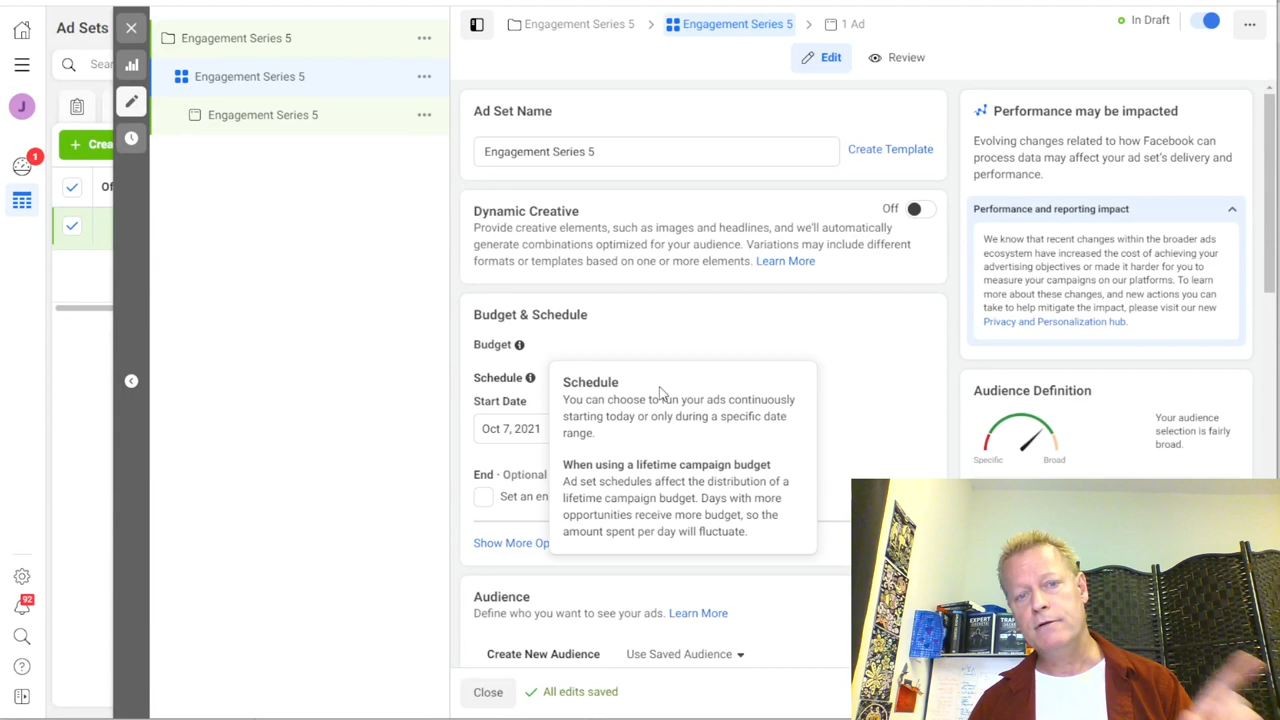 Ad Sets
Engagement Series 5
Engagement Series 5
Engagement Series 5
1 Ad
In Draft
Edit
Review
Sear
J
1
Crea
Of
92
Engagement Series 5
Engagement Series 5
Ad Set Name
Engagement Series 5
Create Template
Dynamic Creative
Off
Provide creative elements, such as images and headlines, and we'll automatically
generate combinations optimized for your audience. Variations may include different
formats or templates based on one or more elements. Learn More
Budget & Schedule
Budget
Schedule
Start Date
Oct 7, 2021
End · Optional
Set an en
Show More Op
Schedule
You can choose to run your ads continuously
starting today or only during a specific date
range.
When using a lifetime campaign budget
Ad set schedules affect the distribution of a
lifetime campaign budget. Days with more
opportunities receive more budget, so the
amount spent per day will fluctuate.
Audience
Define who you want to see your ads. Learn More
Create New Audience
Use Saved Audience
Close
All edits saved
Performance may be impacted
Evolving changes related to how Facebook can
process data may affect your ad set's delivery and
performance.
Performance and reporting impact
We know that recent changes within the broader ads
ecosystem have increased the cost of achieving your
advertising objectives or made it harder for you to
measure your campaigns on our platforms. To learn
more about these changes, and new actions you can
take to help mitigate the impact, please visit our new
Privacy and Personalization hub.
Audience Definition
Specific
Broad
Your audience
selection is fairly
broad.
EXPERT